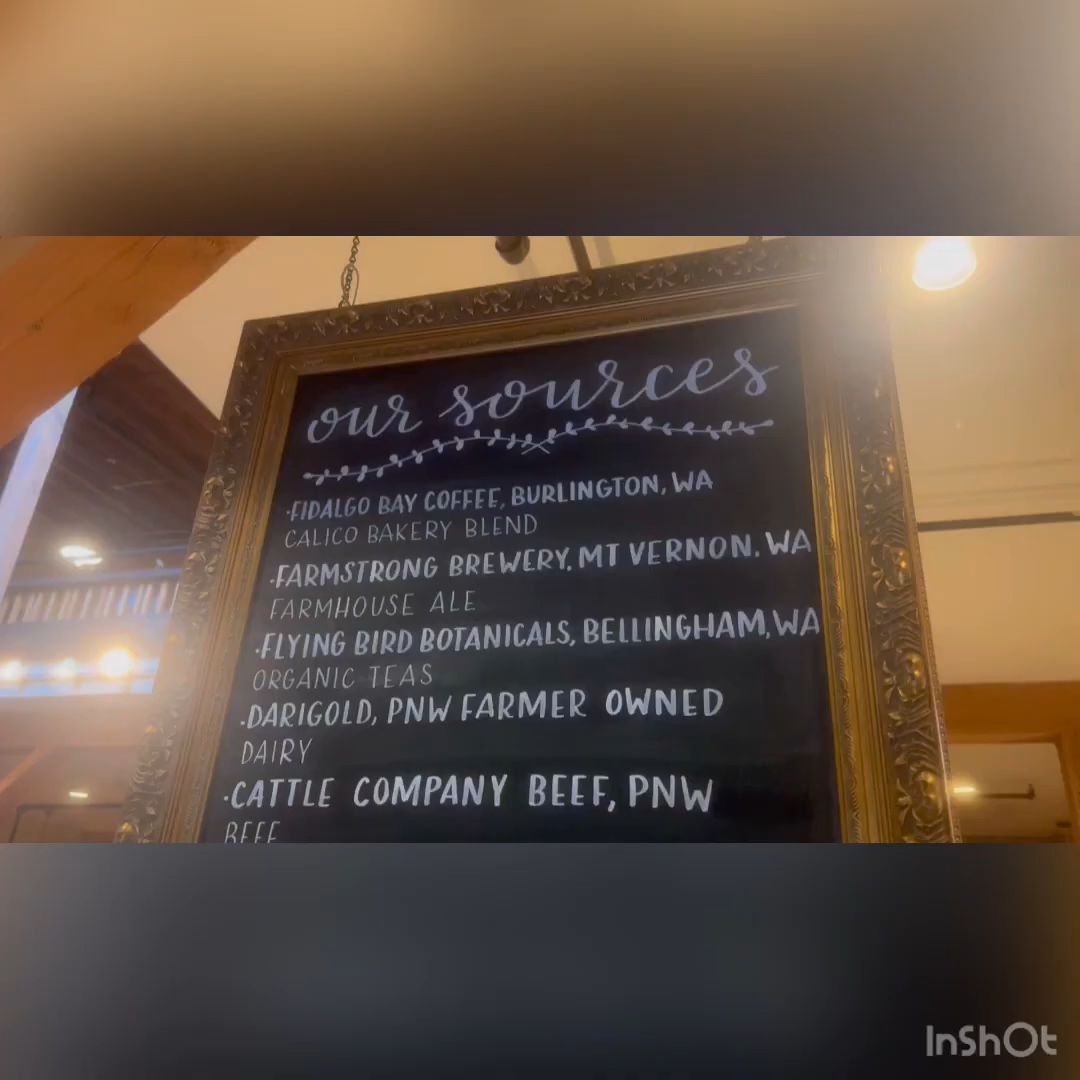 our sources
·FIDALGO BAY COFFEE, BURLINGTON, WA
CALICO BAKERY BLEND
·FARMSTRONG BREWERY, MT VERNON, WA
FARMHOUSE ALE
·FLYING BIRD BOTANICALS, BELLINGHAM, WA
ORGANIC TEAS
·DARIGOLD, PNW FARMER OWNED
DAIRY
·CATTLE COMPANY BEEF, PNW
BEEF
InShOt